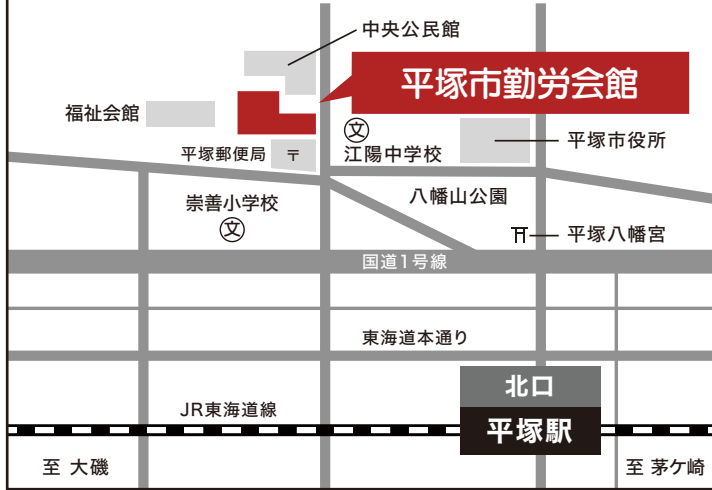 中央公民館
平塚市勤労会館
福祉会館
文
平塚市役所
平塚郵便局
〒
江陽中学校
崇善小学校
文
八幡山公園
平塚八幡宮
国道1号線
東海道本通り
北口
JR東海道線
平塚駅
至 大磯
至 茅ケ崎